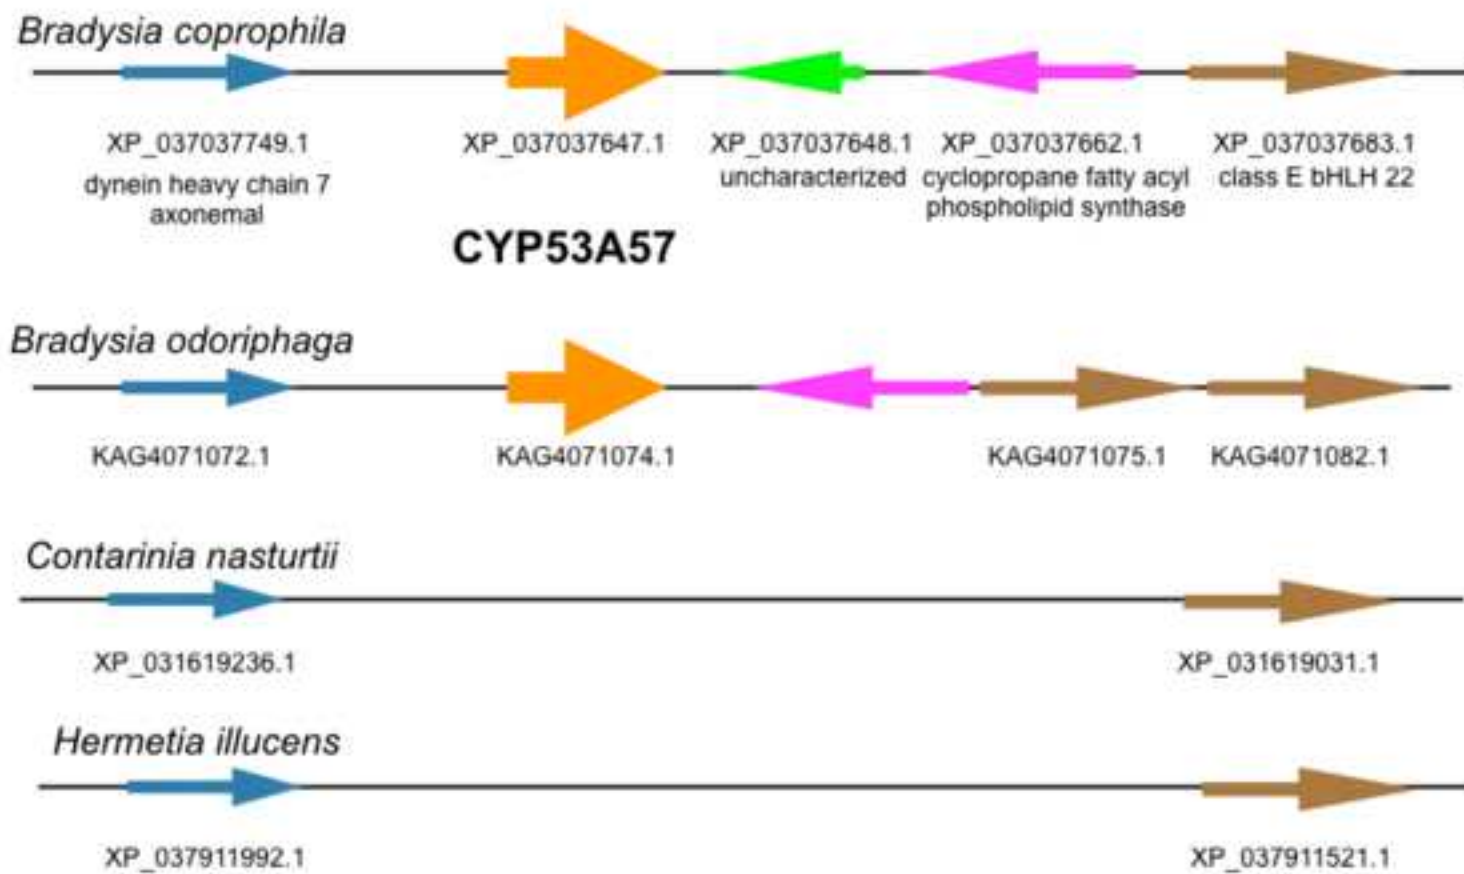 Bradysia coprophila
XP_037037749.1
dynein heavy chain 7
axonemal
XP_037037647.1
CYP53A57
XP_037037648.1
uncharacterized
XP_037037662.1
cyclopropane fatty acyl
phospholipid synthase
XP_037037683.1
class E bHLH 22
Bradysia odoriphaga
KAG4071072.1
KAG4071074.1
KAG4071075.1
KAG4071082.1
Contarinia nasturtii
XP_031619236.1
XP_031619031.1
Hermetia illucens
XP_037911992.1
XP_037911521.1